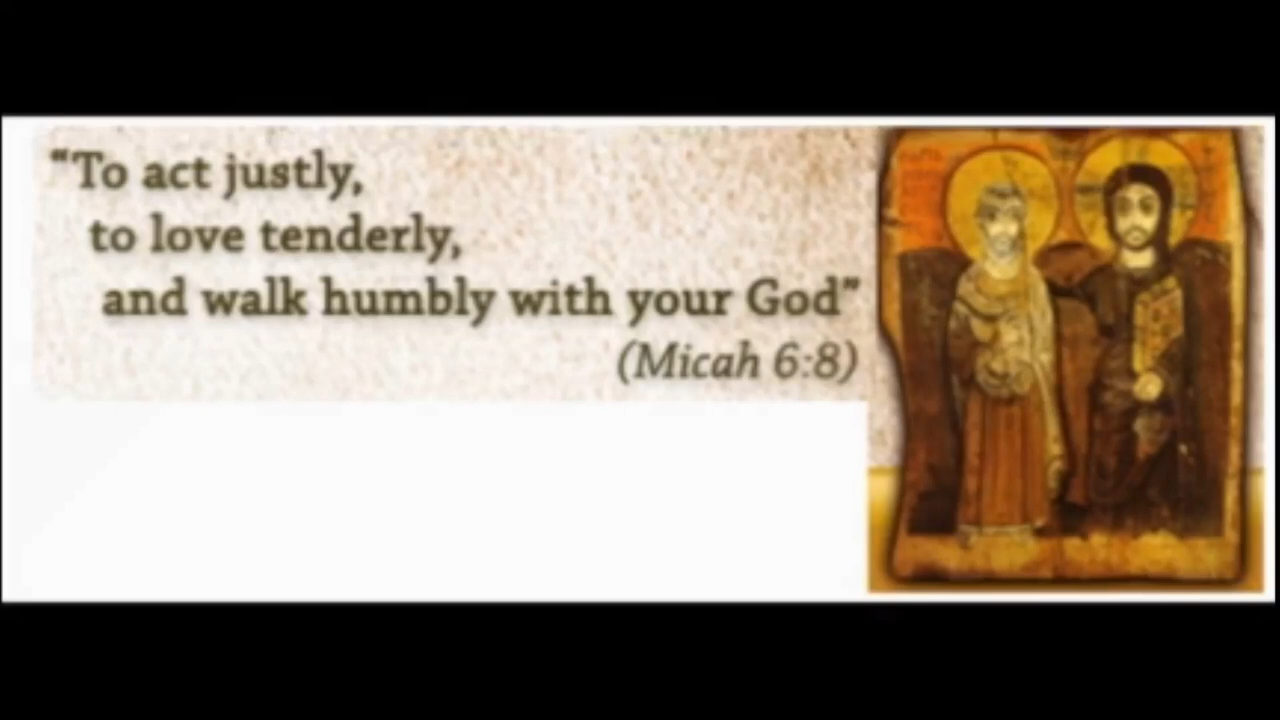 “To act justly,
to love tenderly,
and walk humbly with your God”
(Micah 6:8)